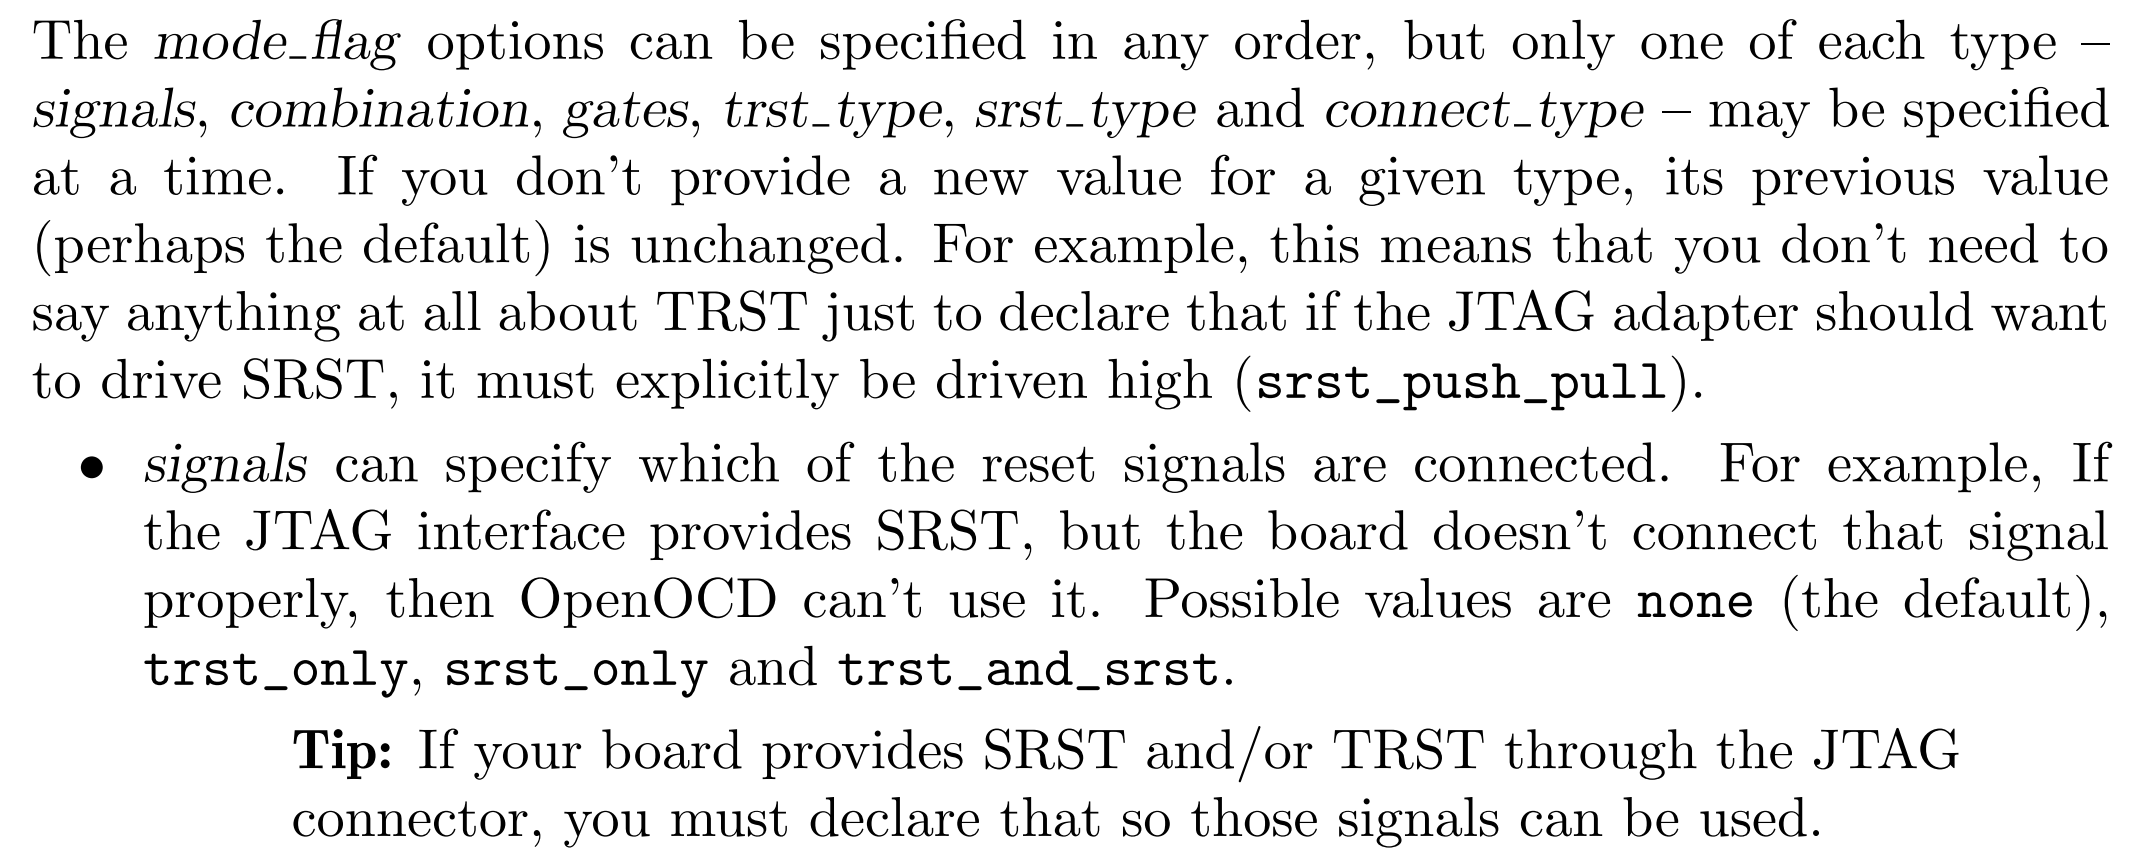 The mode_flag options can be specified in any order, but only one of each type –
signals, combination, gates, trst_type, srst_type and connect_type – may be specified
at a time. If you don't provide a new value for a given type, its previous value
(perhaps the default) is unchanged. For example, this means that you don't need to
say anything at all about TRST just to declare that if the JTAG adapter should want
to drive SRST, it must explicitly be driven high (srst_push_pull).
• signals can specify which of the reset signals are connected. For example, If
the JTAG interface provides SRST, but the board doesn't connect that signal
properly, then OpenOCD can't use it. Possible values are none (the default),
trst_only, srst_only and trst_and_srst.
Tip: If your board provides SRST and/or TRST through the JTAG
connector, you must declare that so those signals can be used.